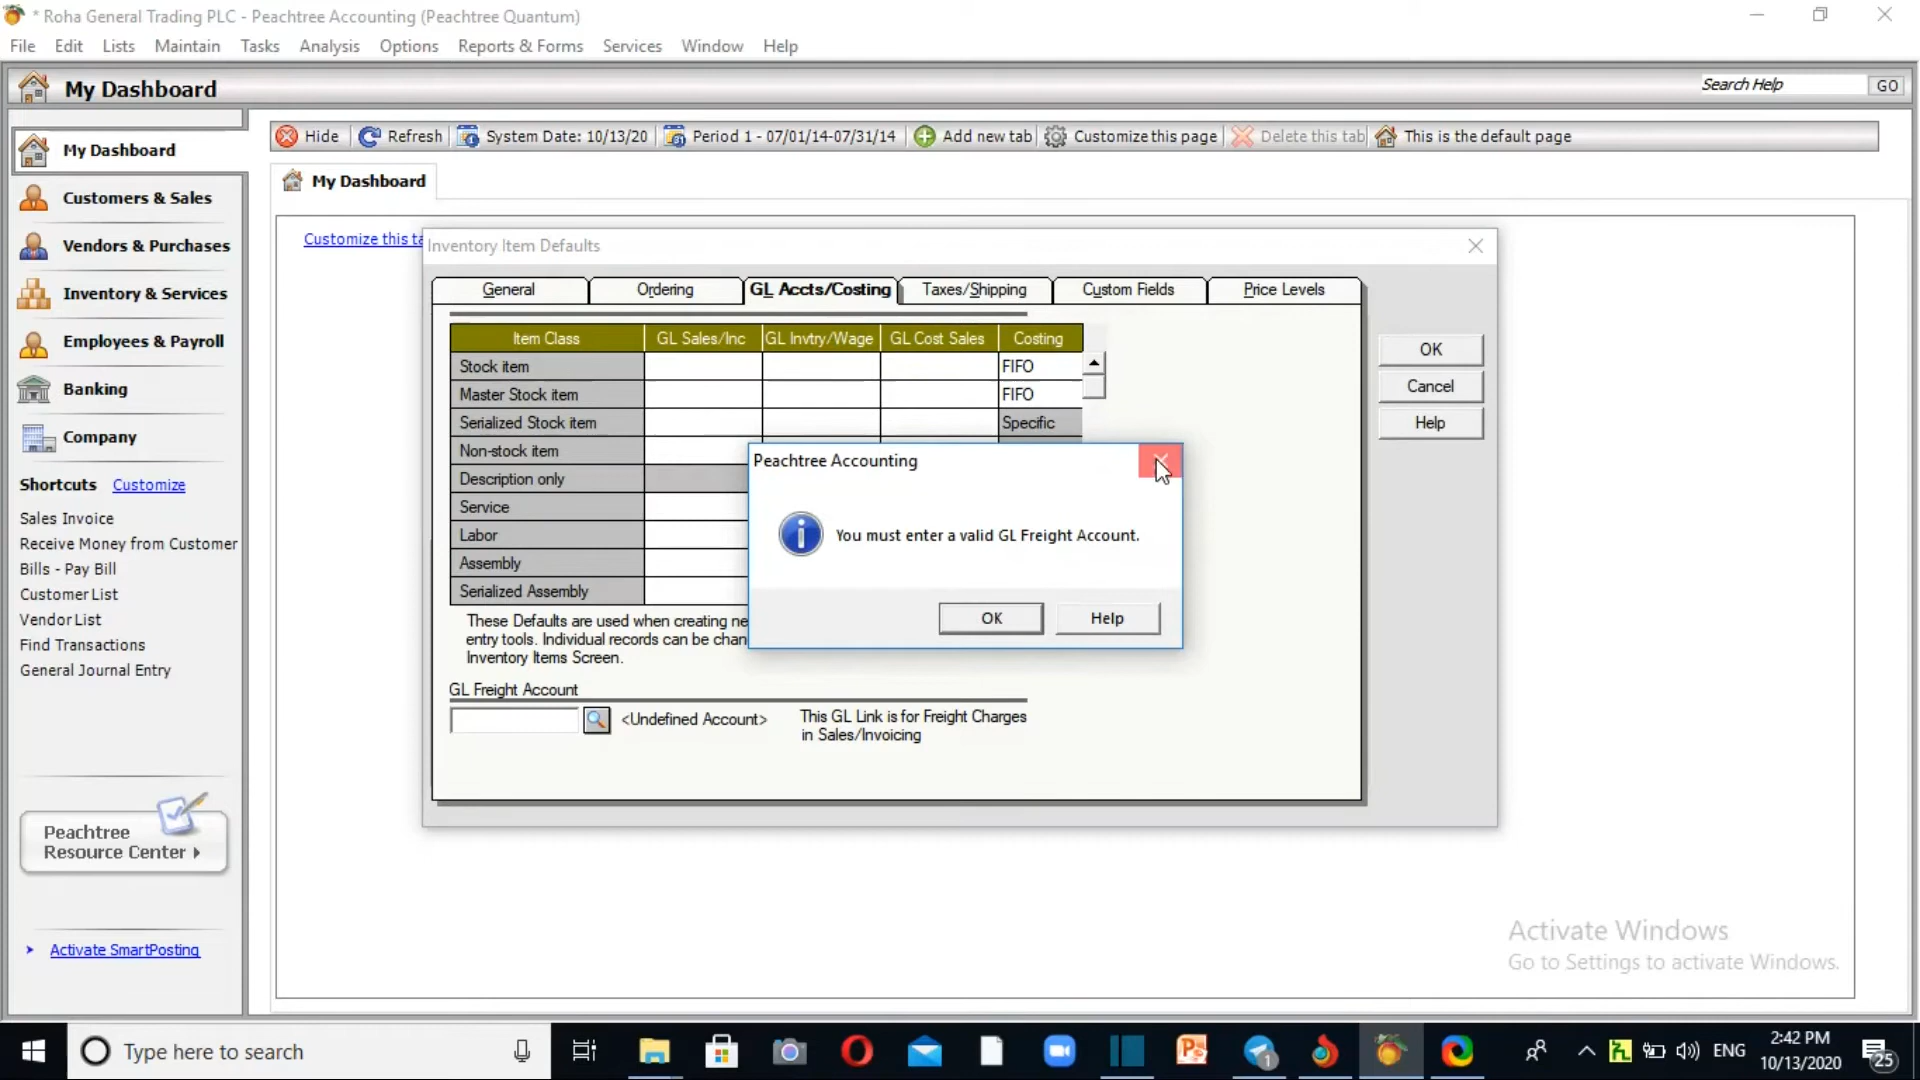 * Roha General Trading PLC - Peachtree Accounting (Peachtree Quantum)
File Edit Lists Maintain Tasks Analysis Options Reports & Forms Services Window Help
My Dashboard
Search Help GO
Hide Refresh System Date: 10/13/20 Period 1 - 07/01/14-07/31/14 Add new tab Customize this page Delete this tab This is the default page
My Dashboard
Customers & Sales
Vendors & Purchases
Inventory & Services
Employees & Payroll
Banking
Company
Shortcuts Customize
Sales Invoice
Receive Money from Customer
Bills - Pay Bill
Customer List
Vendor List
Find Transactions
General Journal Entry
Peachtree
Resource Center
Activate SmartPosting
My Dashboard
Customize this ta
Inventory Item Defaults
General Ordering GL Accts/Costing Taxes/Shipping Custom Fields Price Levels
Item Class GL Sales/Inc GL Invtry/Wage GL Cost Sales Costing
Stock item FIFO
Master Stock item FIFO
Serialized Stock item Specific
Non-stock item
Description only
Service
Labor
Assembly
Serialized Assembly
These Defaults are used when creating ne
entry tools. Individual records can be chan
Inventory Items Screen.
GL Freight Account
<Undefined Account> This GL Link is for Freight Charges
in Sales/Invoicing
OK
Cancel
Help
Peachtree Accounting
You must enter a valid GL Freight Account.
OK Help
Activate Windows
Go to Settings to activate Windows.
Type here to search
1
ENG
2:42 PM
10/13/2020
25